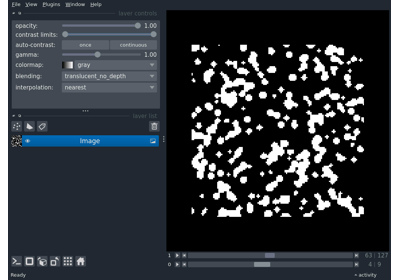 File View Plugins Window Help
layer controls
opacity: 1.00
contrast limits:
auto-contrast: once continuous
gamma: 1.00
colormap: gray
blending: translucent_no_depth
interpolation: nearest
layer list
Image
1 63 127
0 4 9
Ready activity